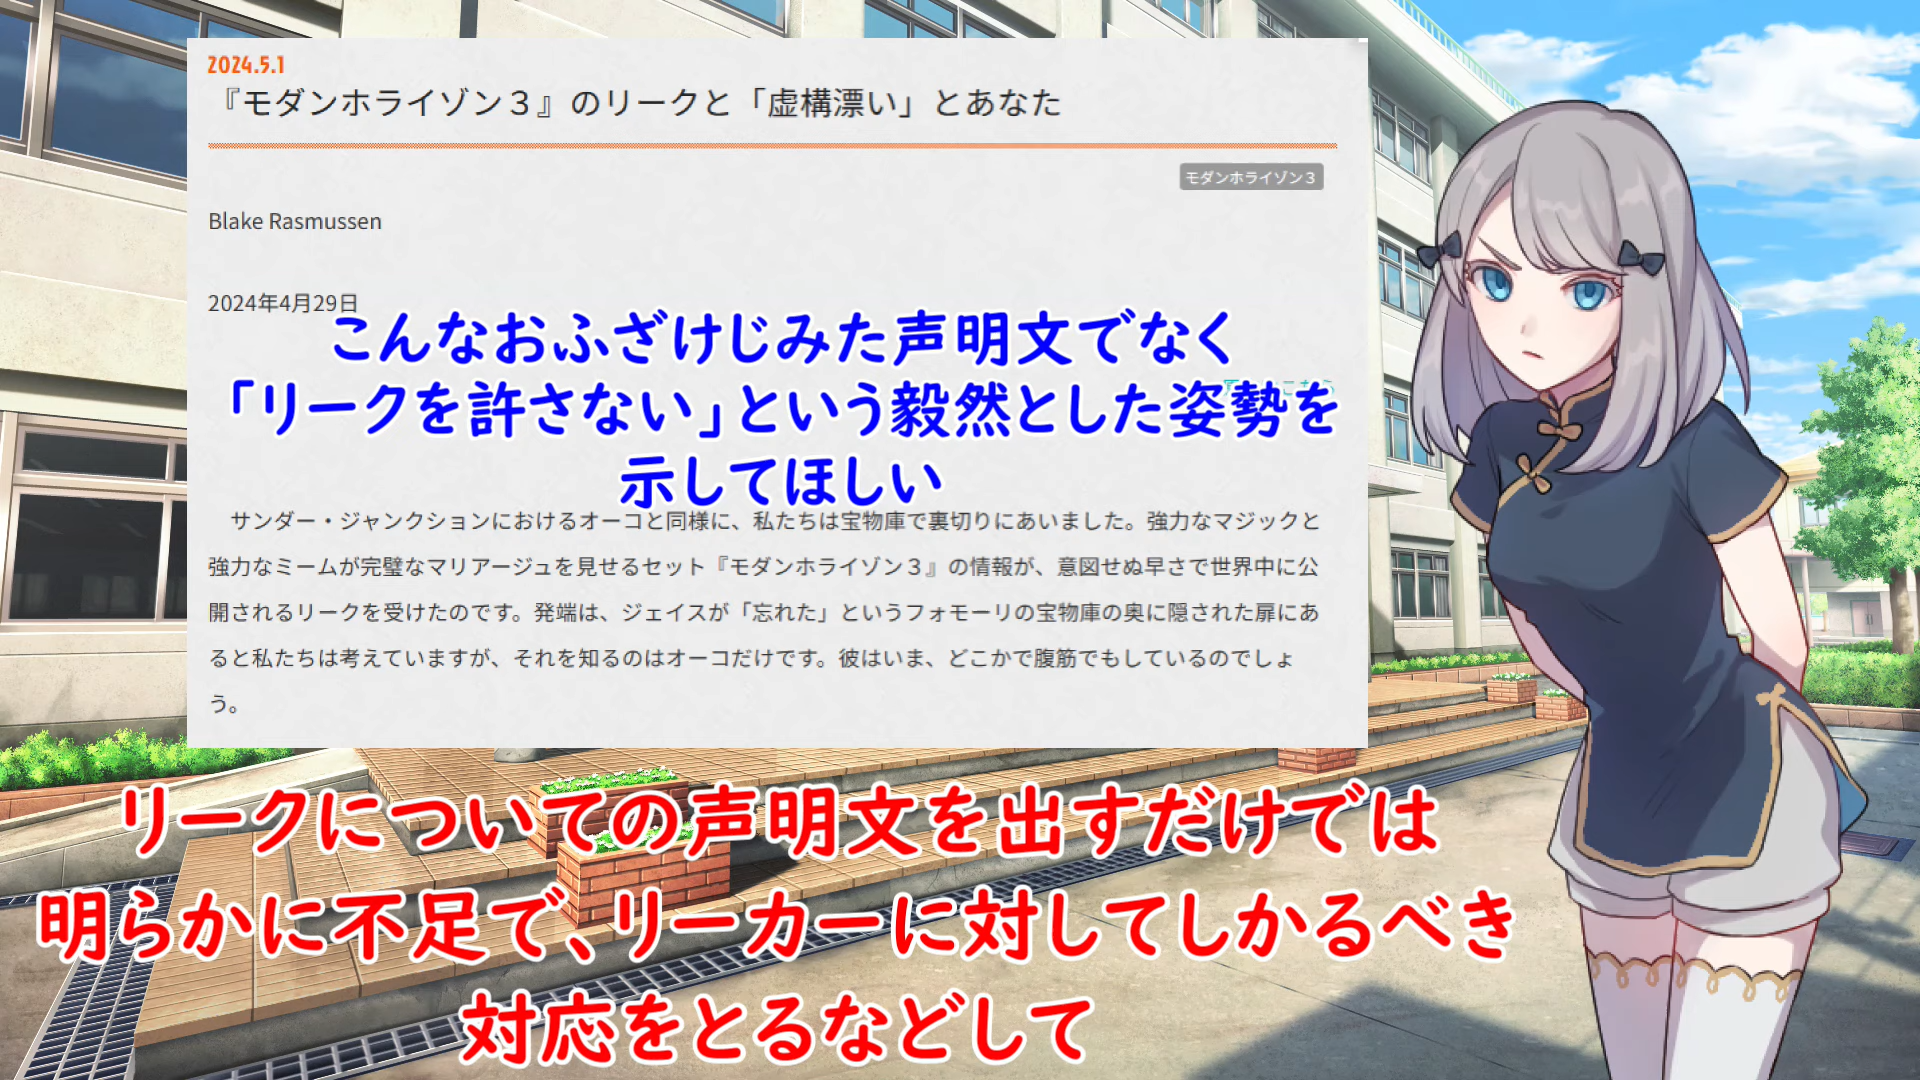 2024.5.1
『モダンホライゾン３』のリークと「虚構漂い」とあなた
モダンホライゾン３
Blake Rasmussen
2024年4月29日
こんなおふざけじみた声明文でなく
「リークを許さない」という毅然とした姿勢を
示してほしい
サンダー・ジャンクションにおけるオーコと同様に、私たちは宝物庫で裏切りにあいました。強力なマジックと
強力なミームが完璧なマリアージュを見せるセット『モダンホライゾン３』の情報が、意図せぬ早さで世界中に公
開されるリークを受けたのです。発端は、ジェイスが「忘れた」というフォモーリの宝物庫の奥に隠された扉にあ
ると私たちは考えていますが、それを知るのはオーコだけです。彼はいま、どこかで腹筋でもしているのでしょ
う。
リークについての声明文を出すだけでは
明らかに不足で、リーカーに対してしかるべき
対応をとるなどして